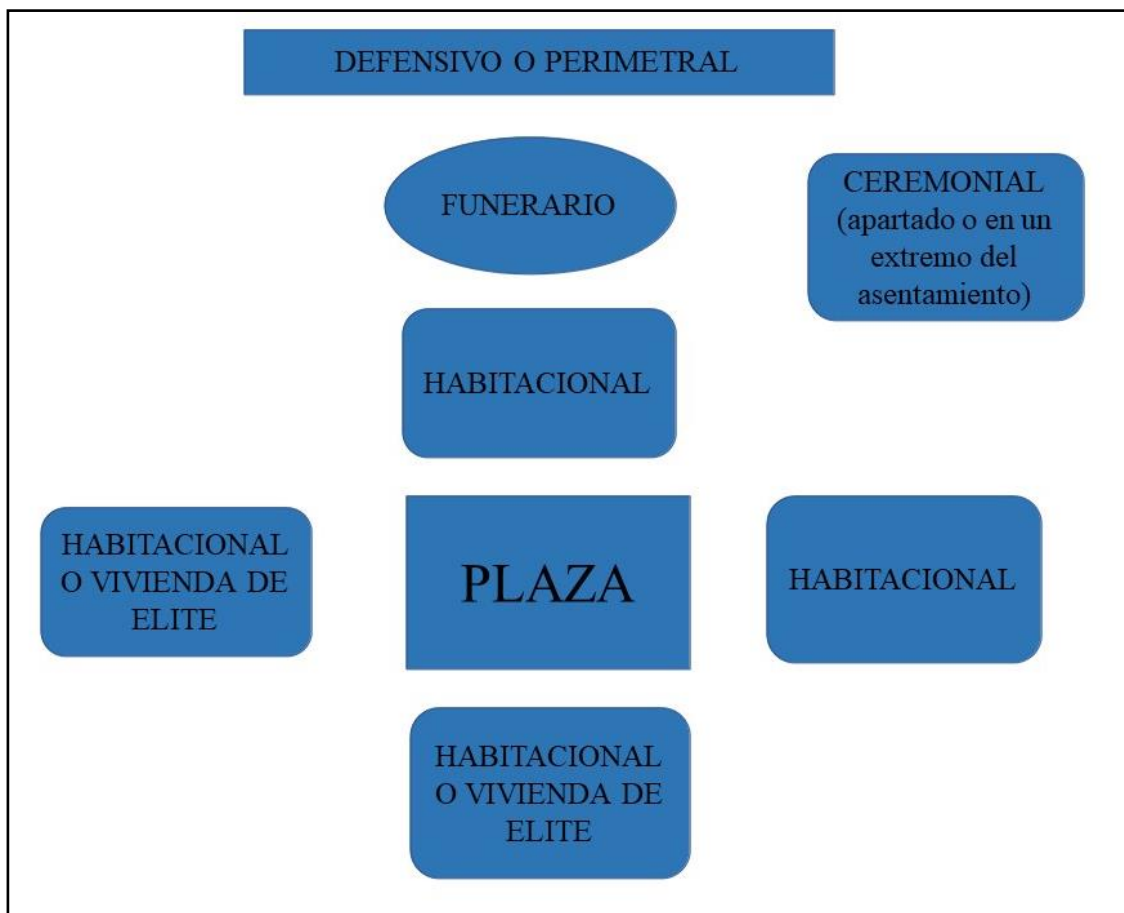 DEFENSIVO O PERIMETRAL
FUNERARIO
CEREMONIAL
(apartado o en un
extremo del
asentamiento)
HABITACIONAL
HABITACIONAL
O VIVIENDA DE
ELITE
PLAZA
HABITACIONAL
HABITACIONAL
O VIVIENDA DE
ELITE